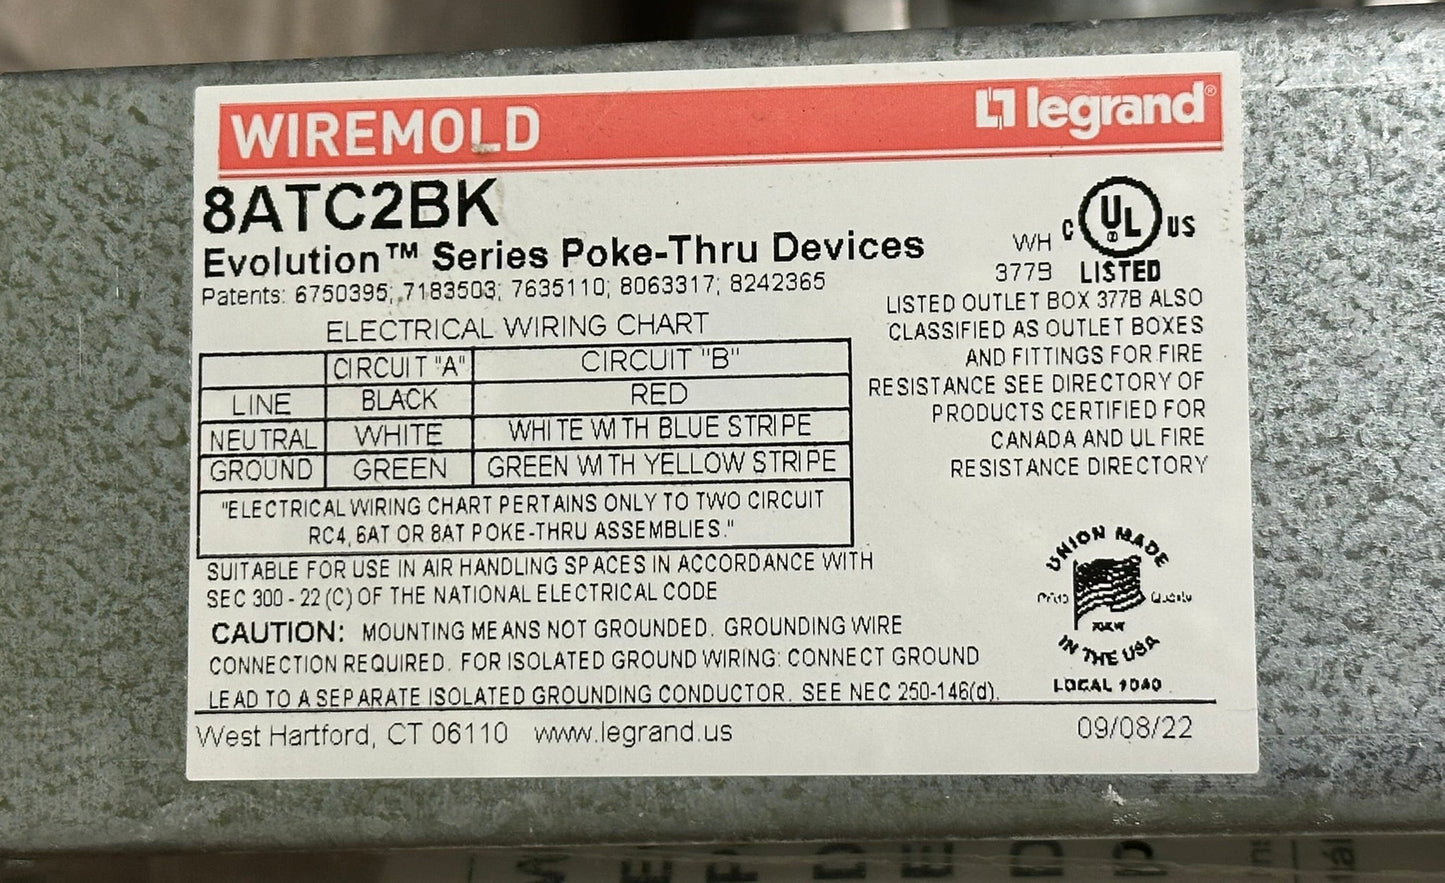 WIREMOLD
legrand®
8ATC2BK
Evolution™ Series Poke-Thru Devices
Patents: 6750395; 7183503; 7635110; 8063317; 8242365
WH
377B
C UL® US
LISTED
LISTED OUTLET BOX 377B ALSO
CLASSIFIED AS OUTLET BOXES
AND FITTINGS FOR FIRE
RESISTANCE SEE DIRECTORY OF
PRODUCTS CERTIFIED FOR
CANADA AND UL FIRE
RESISTANCE DIRECTORY
ELECTRICAL WIRING CHART
CIRCUIT "A" CIRCUIT "B"
LINE BLACK RED
NEUTRAL WHITE WHITE WITH BLUE STRIPE
GROUND GREEN GREEN WITH YELLOW STRIPE
"ELECTRICAL WIRING CHART PERTAINS ONLY TO TWO CIRCUIT
RC4, 6AT OR 8AT POKE-THRU ASSEMBLIES."
SUITABLE FOR USE IN AIR HANDLING SPACES IN ACCORDANCE WITH
SEC 300 - 22 (C) OF THE NATIONAL ELECTRICAL CODE
CAUTION: MOUNTING MEANS NOT GROUNDED. GROUNDING WIRE
CONNECTION REQUIRED. FOR ISOLATED GROUND WIRING: CONNECT GROUND
LEAD TO A SEPARATE ISOLATED GROUNDING CONDUCTOR. SEE NEC 250-146(d).
UNION MADE
Quality
IN THE USA
LOCAL 1040
West Hartford, CT 06110 www.legrand.us
09/08/22